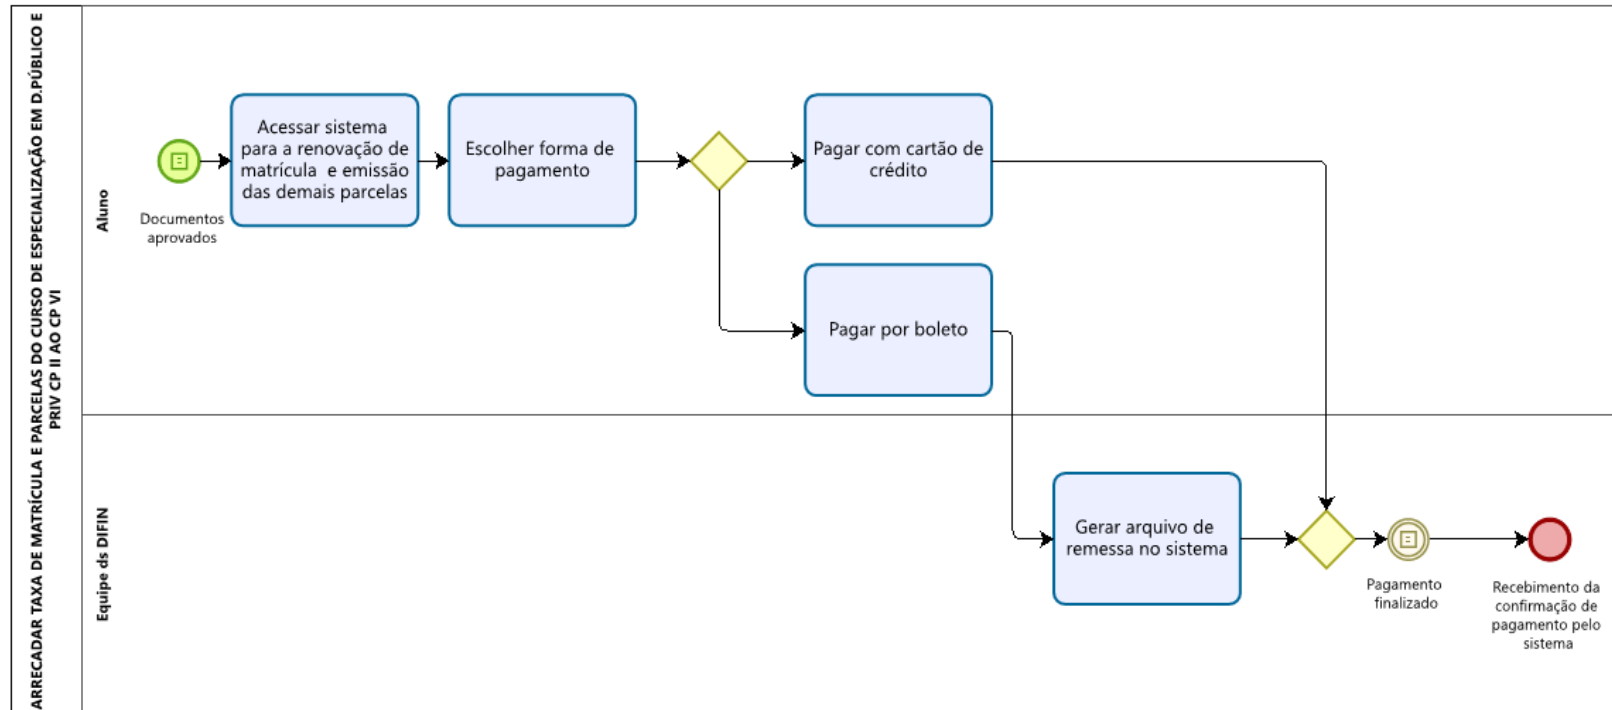 ARRECADAR TAXA DE MATRÍCULA E PARCELAS DO CURSO DE ESPECIALIZAÇÃO EM D.PÚBLICO E
PRIV CP II AO CP VI
Aluno
Documentos
aprovados
Acessar sistema
para a renovação de
matrícula e emissão
das demais parcelas
Escolher forma de
pagamento
Pagar com cartão de
crédito
Pagar por boleto
Equipe ds DIFIN
Gerar arquivo de
remessa no sistema
Pagamento
finalizado
Recebimento da
confirmação de
pagamento pelo
sistema